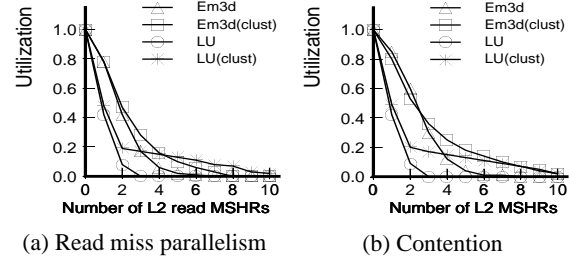 Em3d
Em3d(clust)
LU
LU(clust)
Utilization
1.0
0.8
0.6
0.4
0.2
0.0
0 2 4 6 8 10
Number of L2 read MSHRs
(a) Read miss parallelism
Em3d
Em3d(clust)
LU
LU(clust)
Utilization
1.0
0.8
0.6
0.4
0.2
0.0
0 2 4 6 8 10
Number of L2 MSHRs
(b) Contention